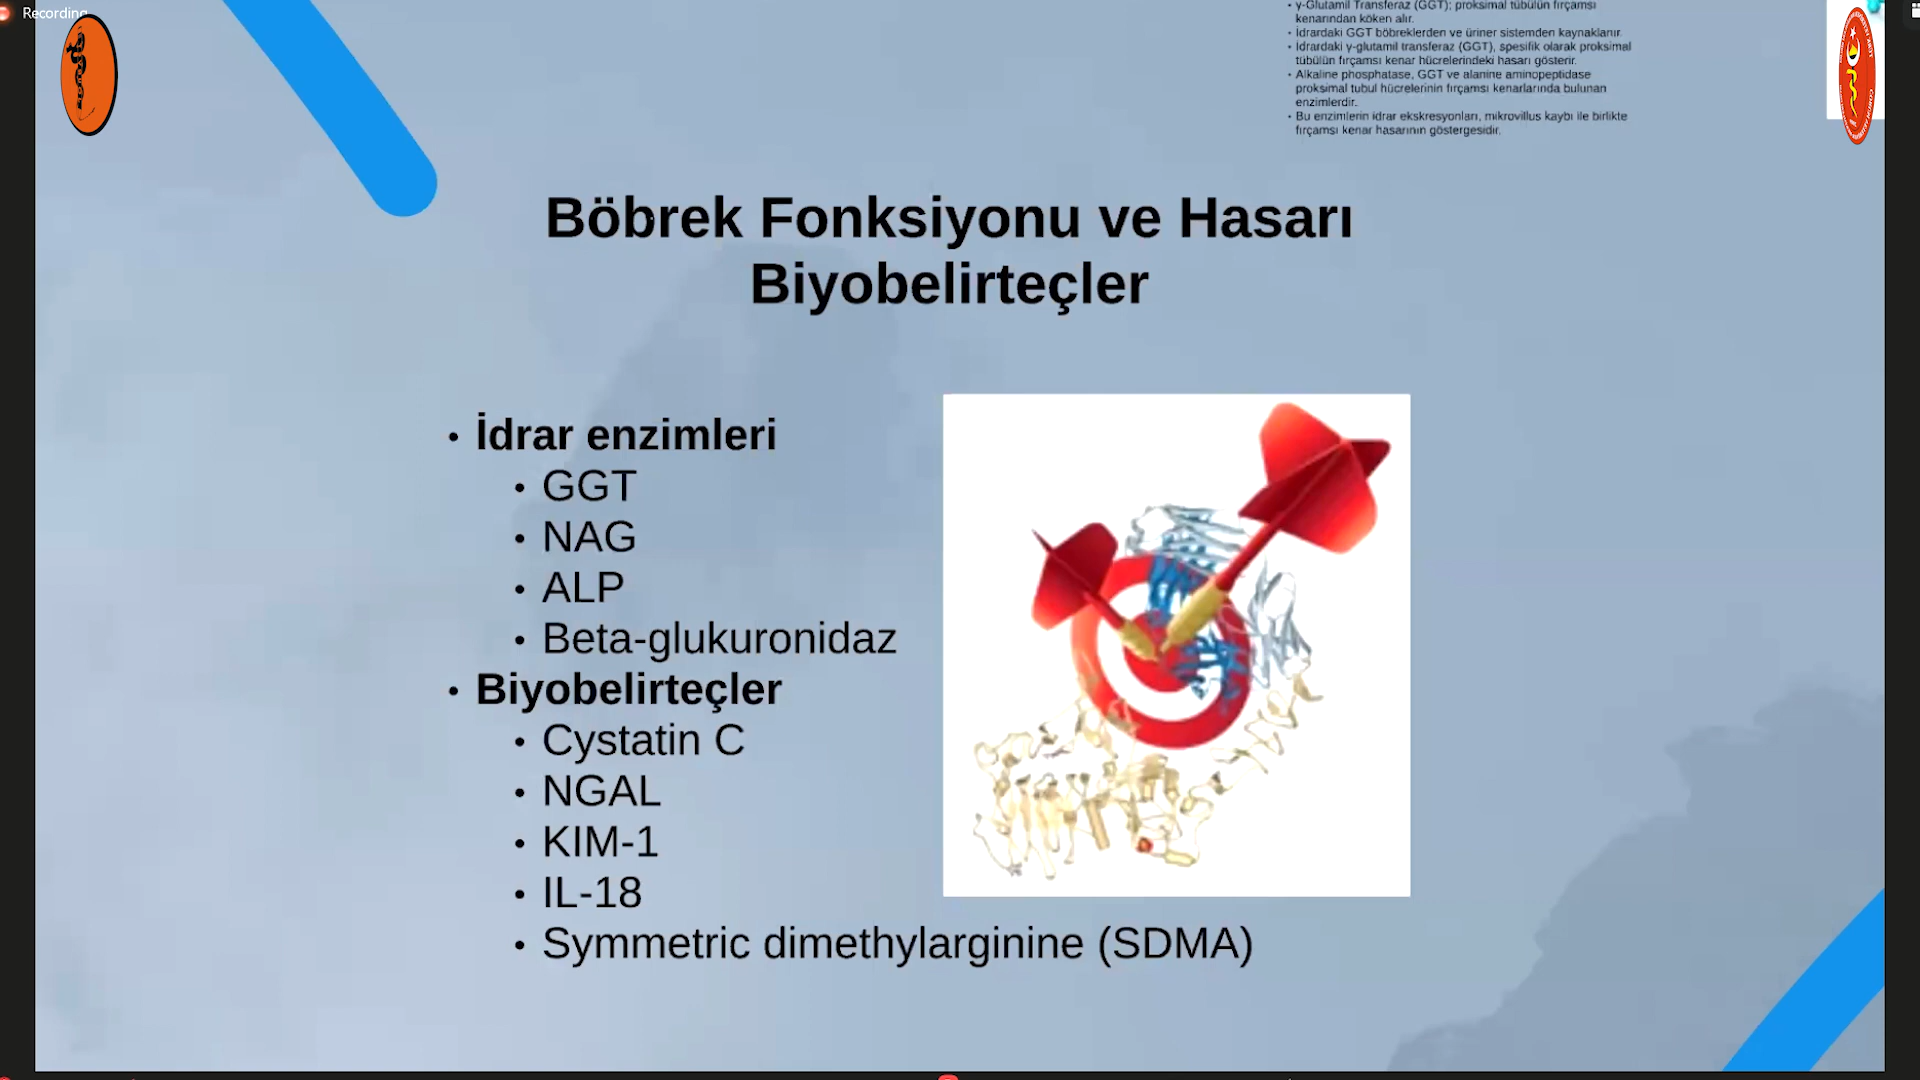 Recording
• γ-Glutamil Transferaz (GGT); proksimal tübülün fırçamsı
kenarından köken alır.
• İdrardaki GGT böbreklerden ve üriner sistemden kaynaklanır.
• İdrardaki γ-glutamil transferaz (GGT), spesifik olarak proksimal
tübülün fırçamsı kenar hücrelerindeki hasarı gösterir.
• Alkaline phosphatase, GGT ve alanine aminopeptidase
proksimal tubul hücrelerinin fırçamsı kenarlarında bulunan
enzimlerdir.
• Bu enzimlerin idrar ekskresyonları, mikrovillus kaybı ile birlikte
fırçamsı kenar hasarının göstergesidir.
Böbrek Fonksiyonu ve Hasarı
Biyobelirteçler
• İdrar enzimleri
• GGT
• NAG
• ALP
• Beta-glukuronidaz
• Biyobelirteçler
• Cystatin C
• NGAL
• KIM-1
• IL-18
• Symmetric dimethylarginine (SDMA)